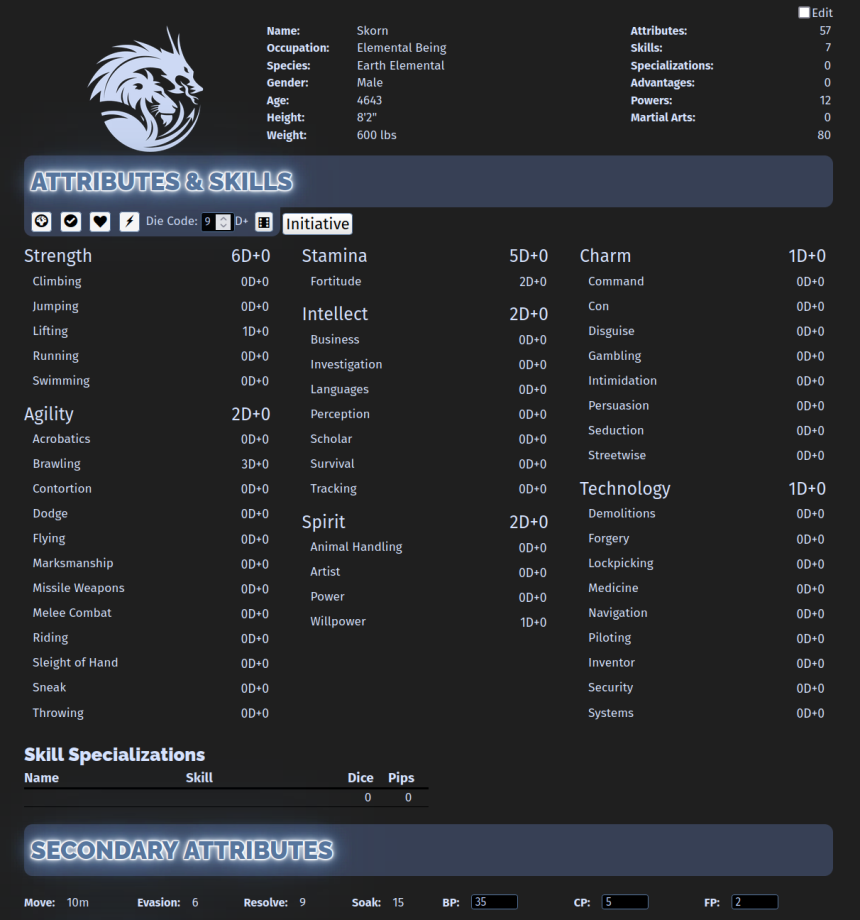 Edit
Name: Skorn
Occupation: Elemental Being
Species: Earth Elemental
Gender: Male
Age: 4643
Height: 8'2"
Weight: 600 lbs
Attributes: 57
Skills: 7
Specializations: 0
Advantages: 0
Powers: 12
Martial Arts: 0
80
ATTRIBUTES & SKILLS
Die Code: 9 D+ Initiative
Strength 6D+0
Climbing 0D+0
Jumping 0D+0
Lifting 1D+0
Running 0D+0
Swimming 0D+0
Agility 2D+0
Acrobatics 0D+0
Brawling 3D+0
Contortion 0D+0
Dodge 0D+0
Flying 0D+0
Marksmanship 0D+0
Missile Weapons 0D+0
Melee Combat 0D+0
Riding 0D+0
Sleight of Hand 0D+0
Sneak 0D+0
Throwing 0D+0
Stamina 5D+0
Fortitude 2D+0
Intellect 2D+0
Business 0D+0
Investigation 0D+0
Languages 0D+0
Perception 0D+0
Scholar 0D+0
Survival 0D+0
Tracking 0D+0
Spirit 2D+0
Animal Handling 0D+0
Artist 0D+0
Power 0D+0
Willpower 1D+0
Charm 1D+0
Command 0D+0
Con 0D+0
Disguise 0D+0
Gambling 0D+0
Intimidation 0D+0
Persuasion 0D+0
Seduction 0D+0
Streetwise 0D+0
Technology 1D+0
Demolitions 0D+0
Forgery 0D+0
Lockpicking 0D+0
Medicine 0D+0
Navigation 0D+0
Piloting 0D+0
Inventor 0D+0
Security 0D+0
Systems 0D+0
Skill Specializations
Name Skill Dice Pips
0 0
SECONDARY ATTRIBUTES
Move: 10m Evasion: 6 Resolve: 9 Soak: 15 BP: 35 CP: 5 FP: 2